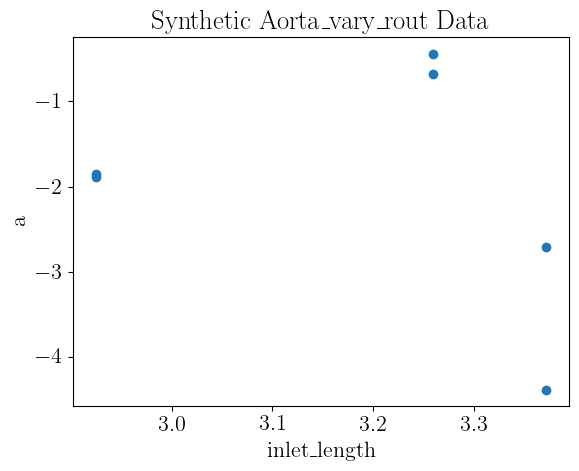 Synthetic Aorta_vary_rout Data
−1
−2
−3
−4
a
3.0 3.1 3.2 3.3
inlet_length